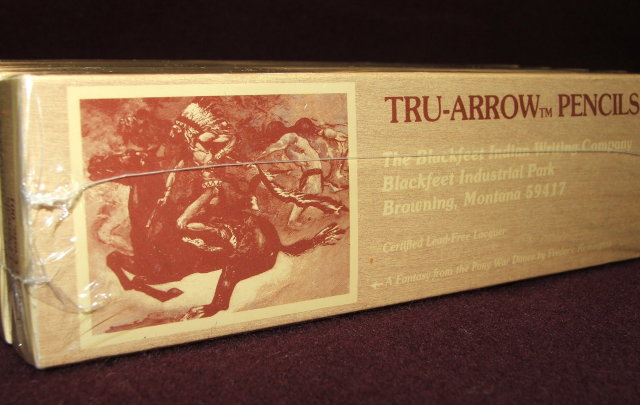 TRU-ARROW™ PENCILS
The Blackfeet Indian Writing Company
Blackfeet Industrial Park
Browning, Montana 59417
Certified Lead-Free Lacquer
A Fantasy from the Pony War Dance by Frederic